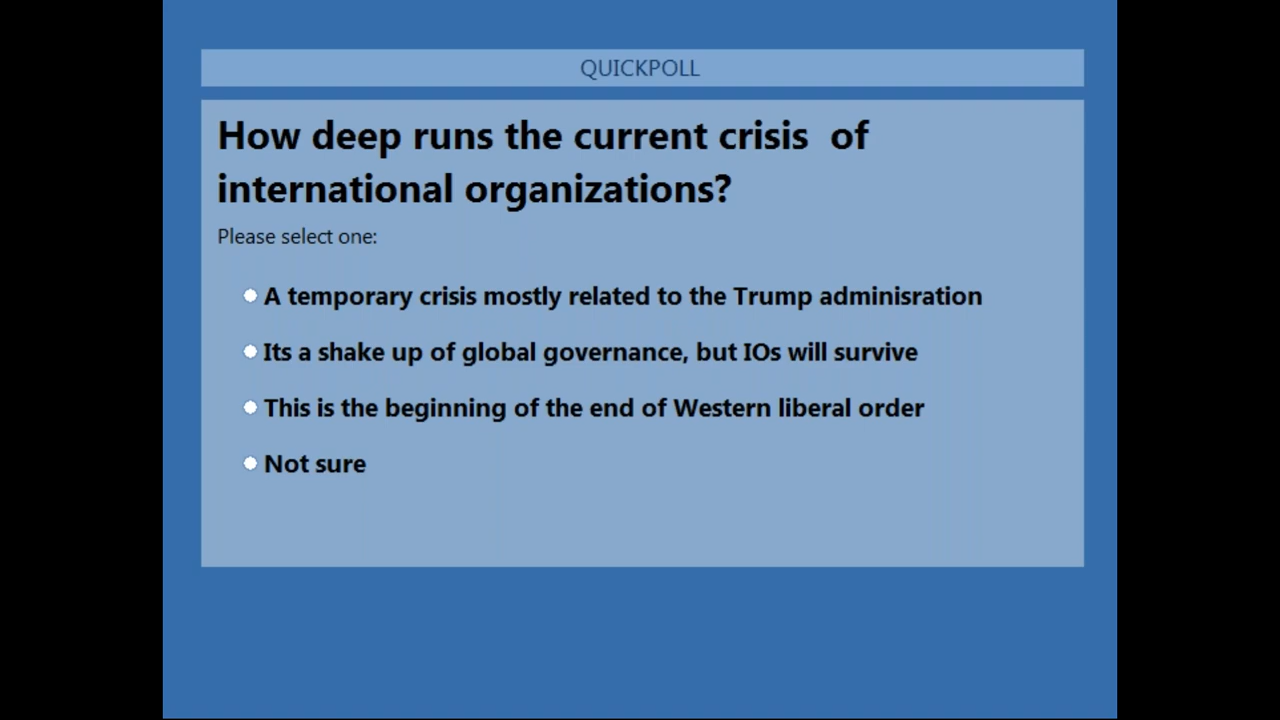 QUICKPOLL
How deep runs the current crisis  of
international organizations?
Please select one:
A temporary crisis mostly related to the Trump adminisration
Its a shake up of global governance, but IOs will survive
This is the beginning of the end of Western liberal order
Not sure